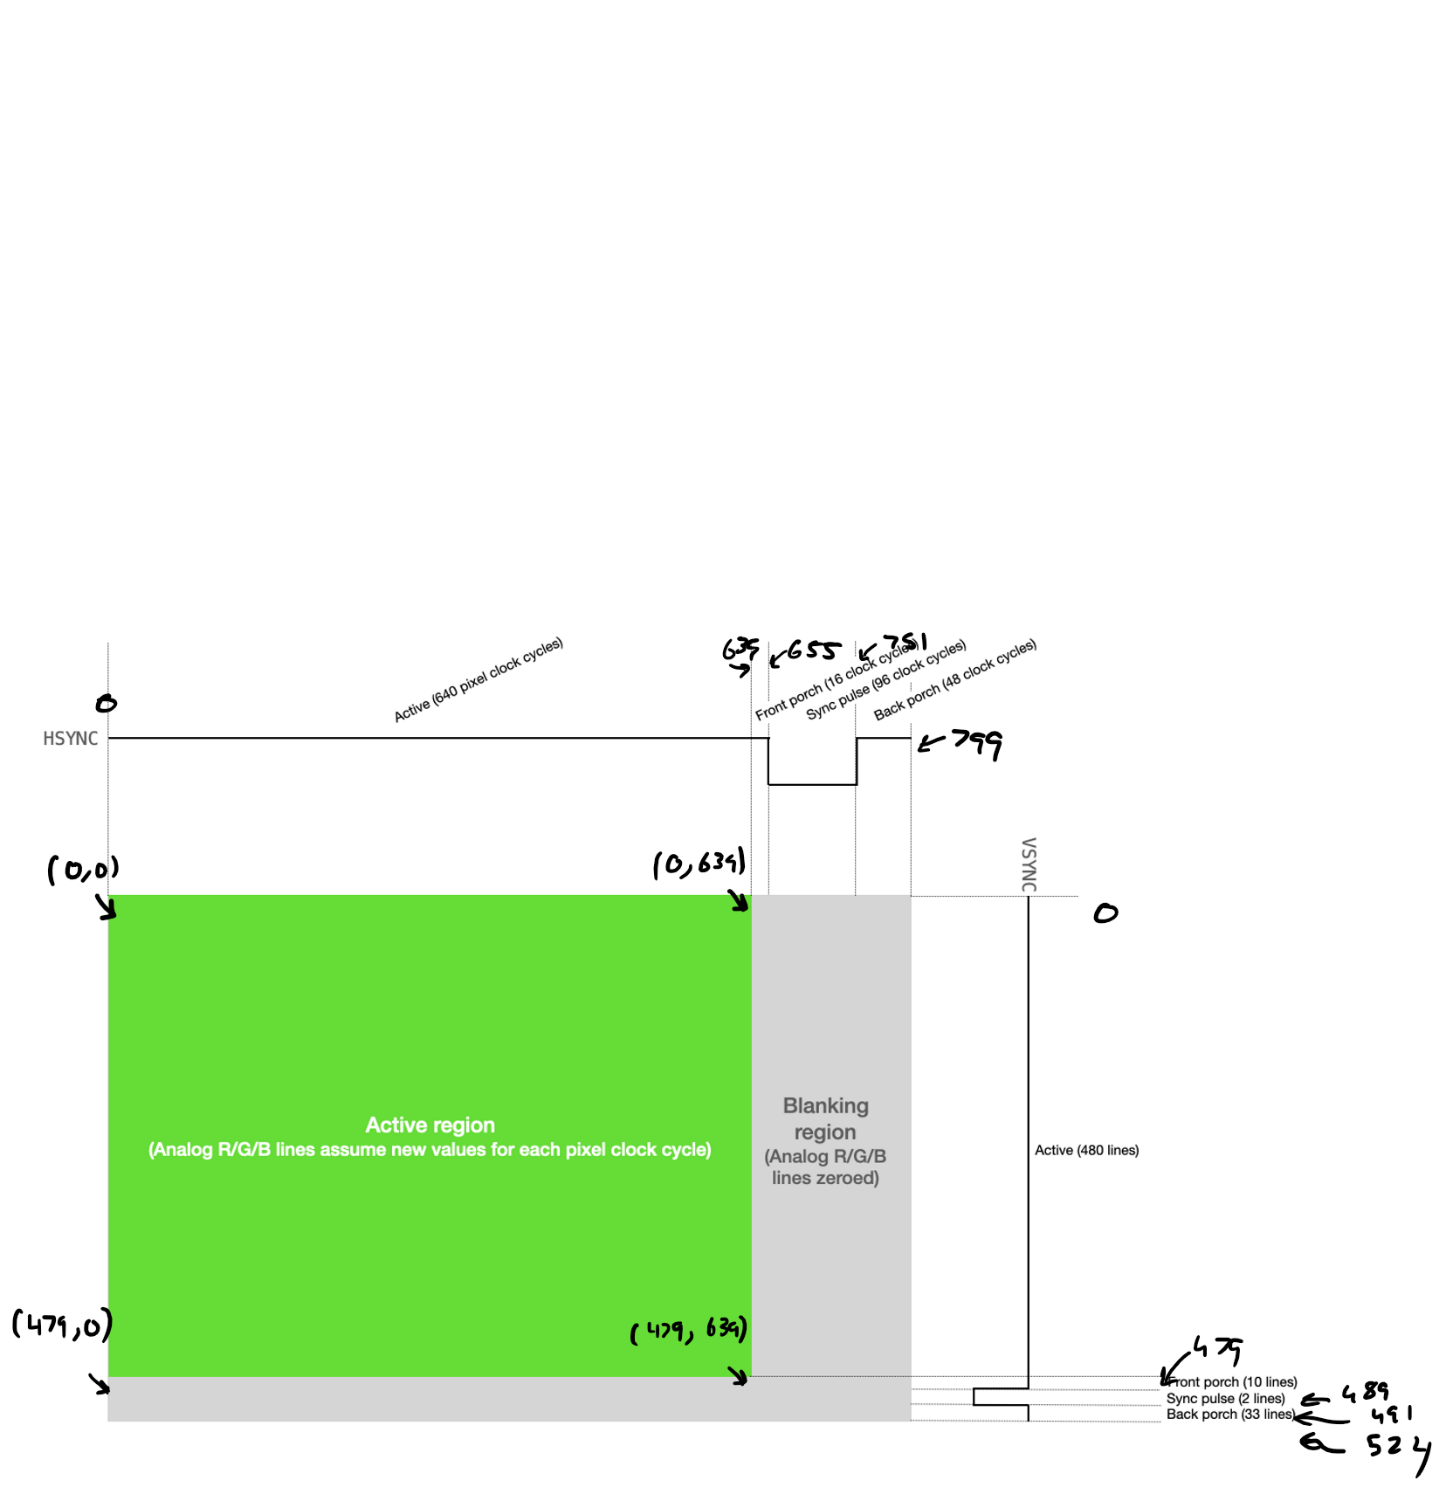 Active (640 pixel clock cycles)
639
655
751
Front porch (16 clock cycles)
Sync pulse (96 clock cycles)
Back porch (48 clock cycles)
0
HSYNC
799
(0,0)
(0,639)
VSYNC
0
Active region
(Analog R/G/B lines assume new values for each pixel clock cycle)
Blanking
region
(Analog R/G/B
lines zeroed)
Active (480 lines)
(479,0)
(479, 639)
479
Front porch (10 lines)
Sync pulse (2 lines)
489
Back porch (33 lines)
491
524